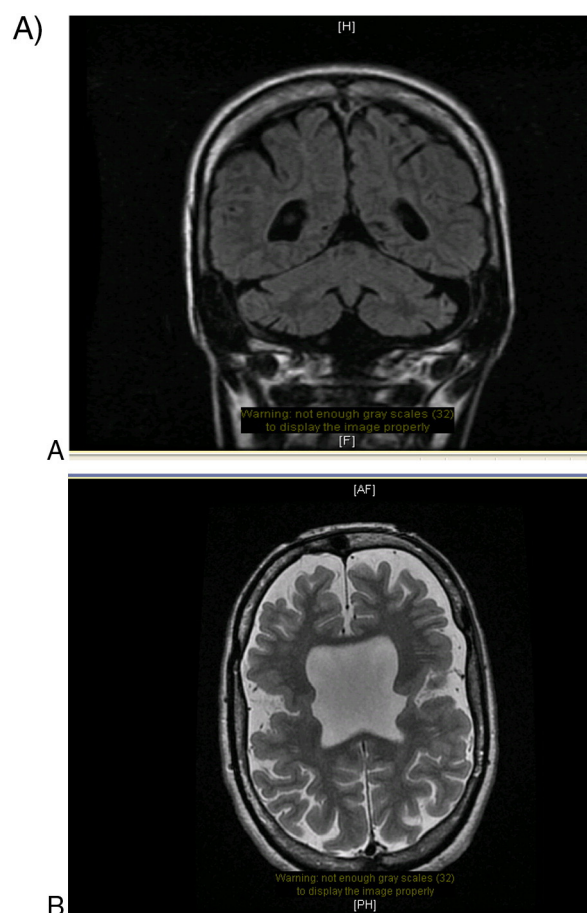 A)
[H]
Warning: not enough gray scales (32)
to display the image properly
[F]
A
[AF]
Warning: not enough gray scales (32)
to display the image properly
[PH]
B